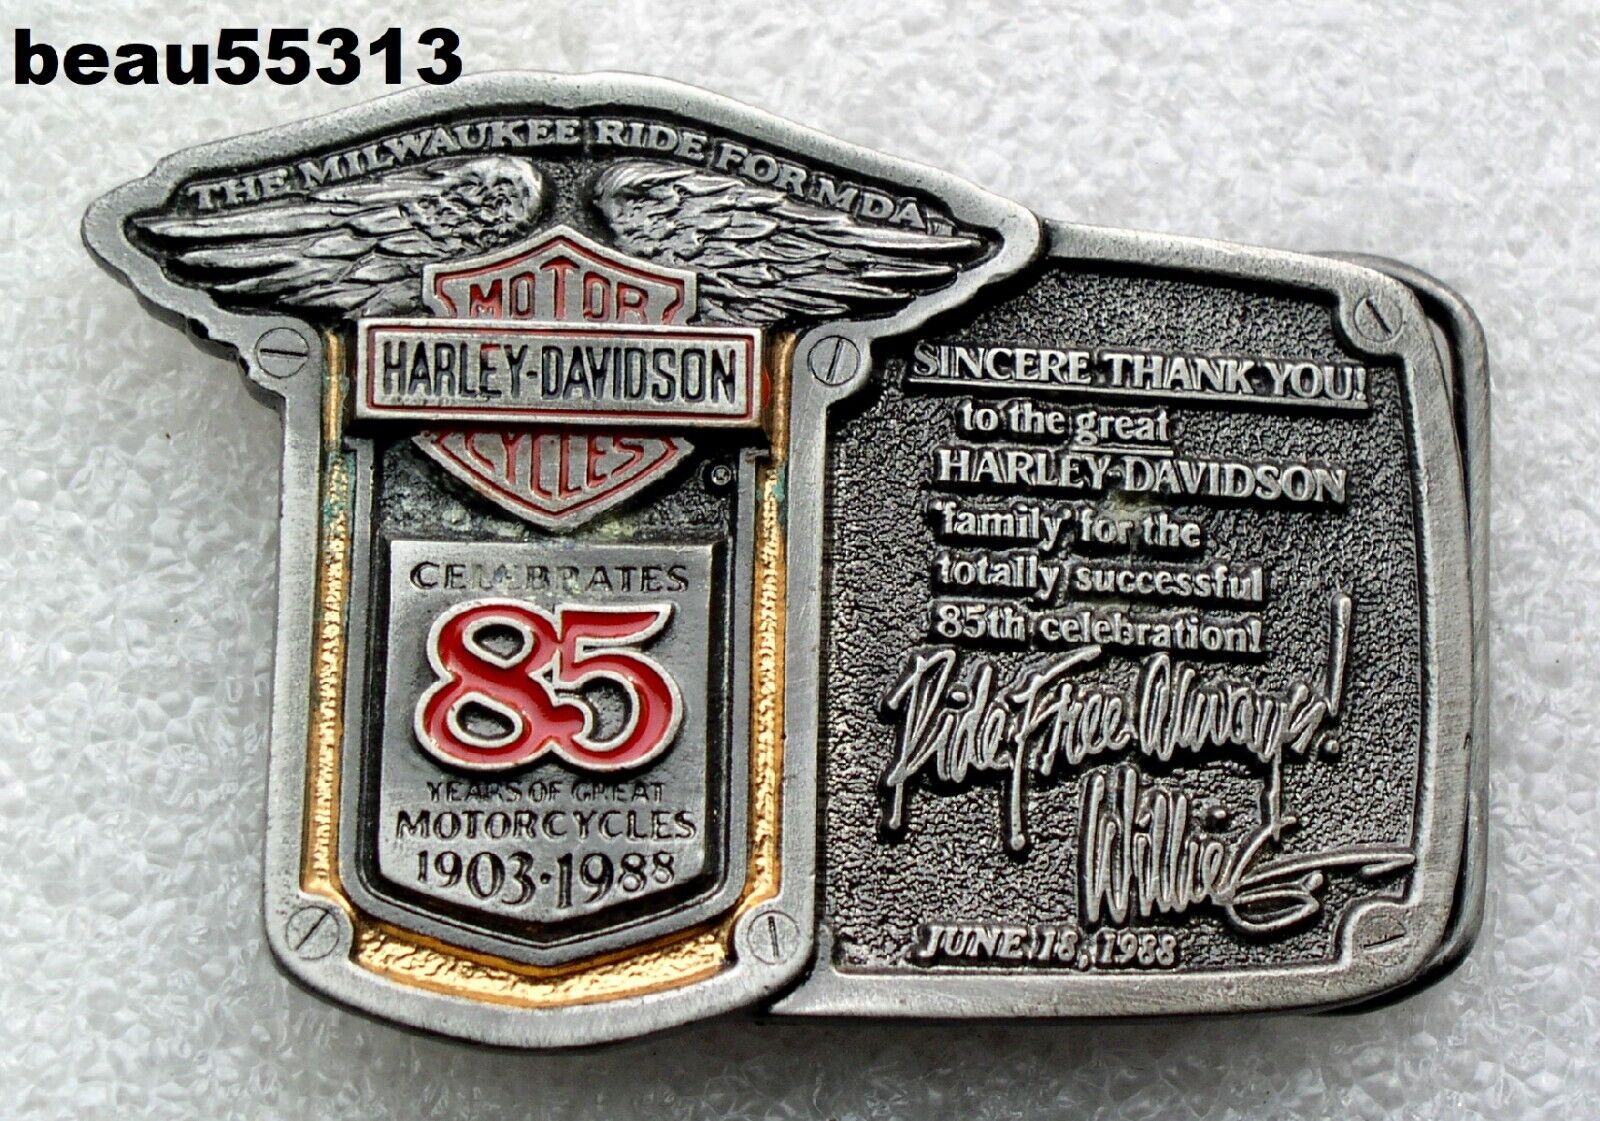 beau55313
THE MILWAUKEE RIDE FOR MDA
MOTOR
HARLEY-DAVIDSON
CYCLES
®
CELEBRATES
85
YEARS OF GREAT
MOTORCYCLES
1903·1988
SINCERE THANK YOU!
to the great
HARLEY-DAVIDSON
'family' for the
totally successful
85th celebration!
Ride Free Always!
Willie G
JUNE 18, 1988